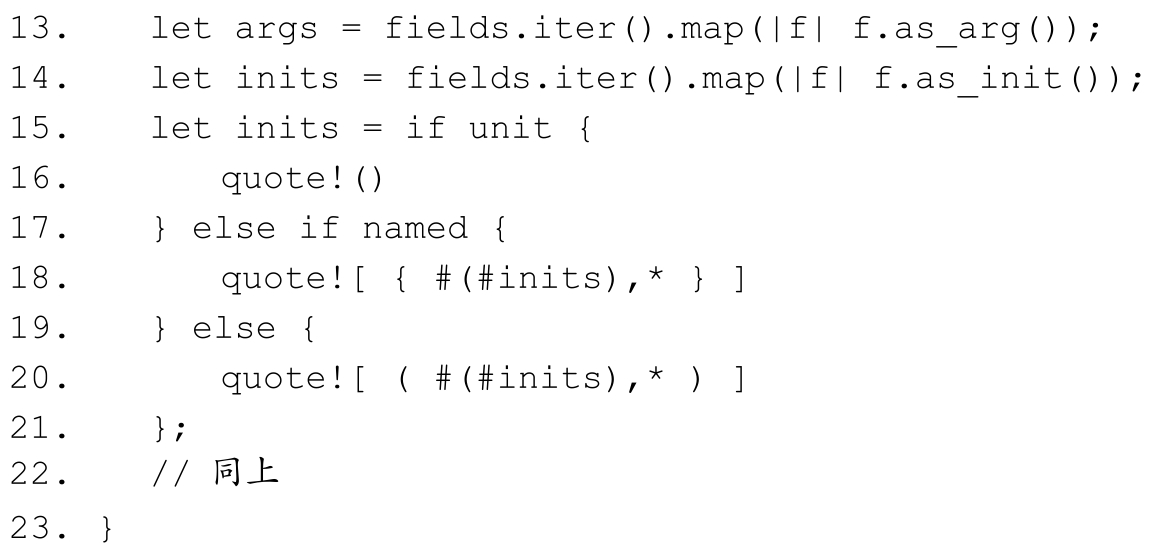 13.    let args = fields.iter().map(|f| f.as_arg());
14.    let inits = fields.iter().map(|f| f.as_init());
15.    let inits = if unit {
16.       quote!()
17.    } else if named {
18.       quote![ { #(#inits),* } ]
19.    } else {
20.       quote![ ( #(#inits),* ) ]
21.    };
22.    // 同上
23. }